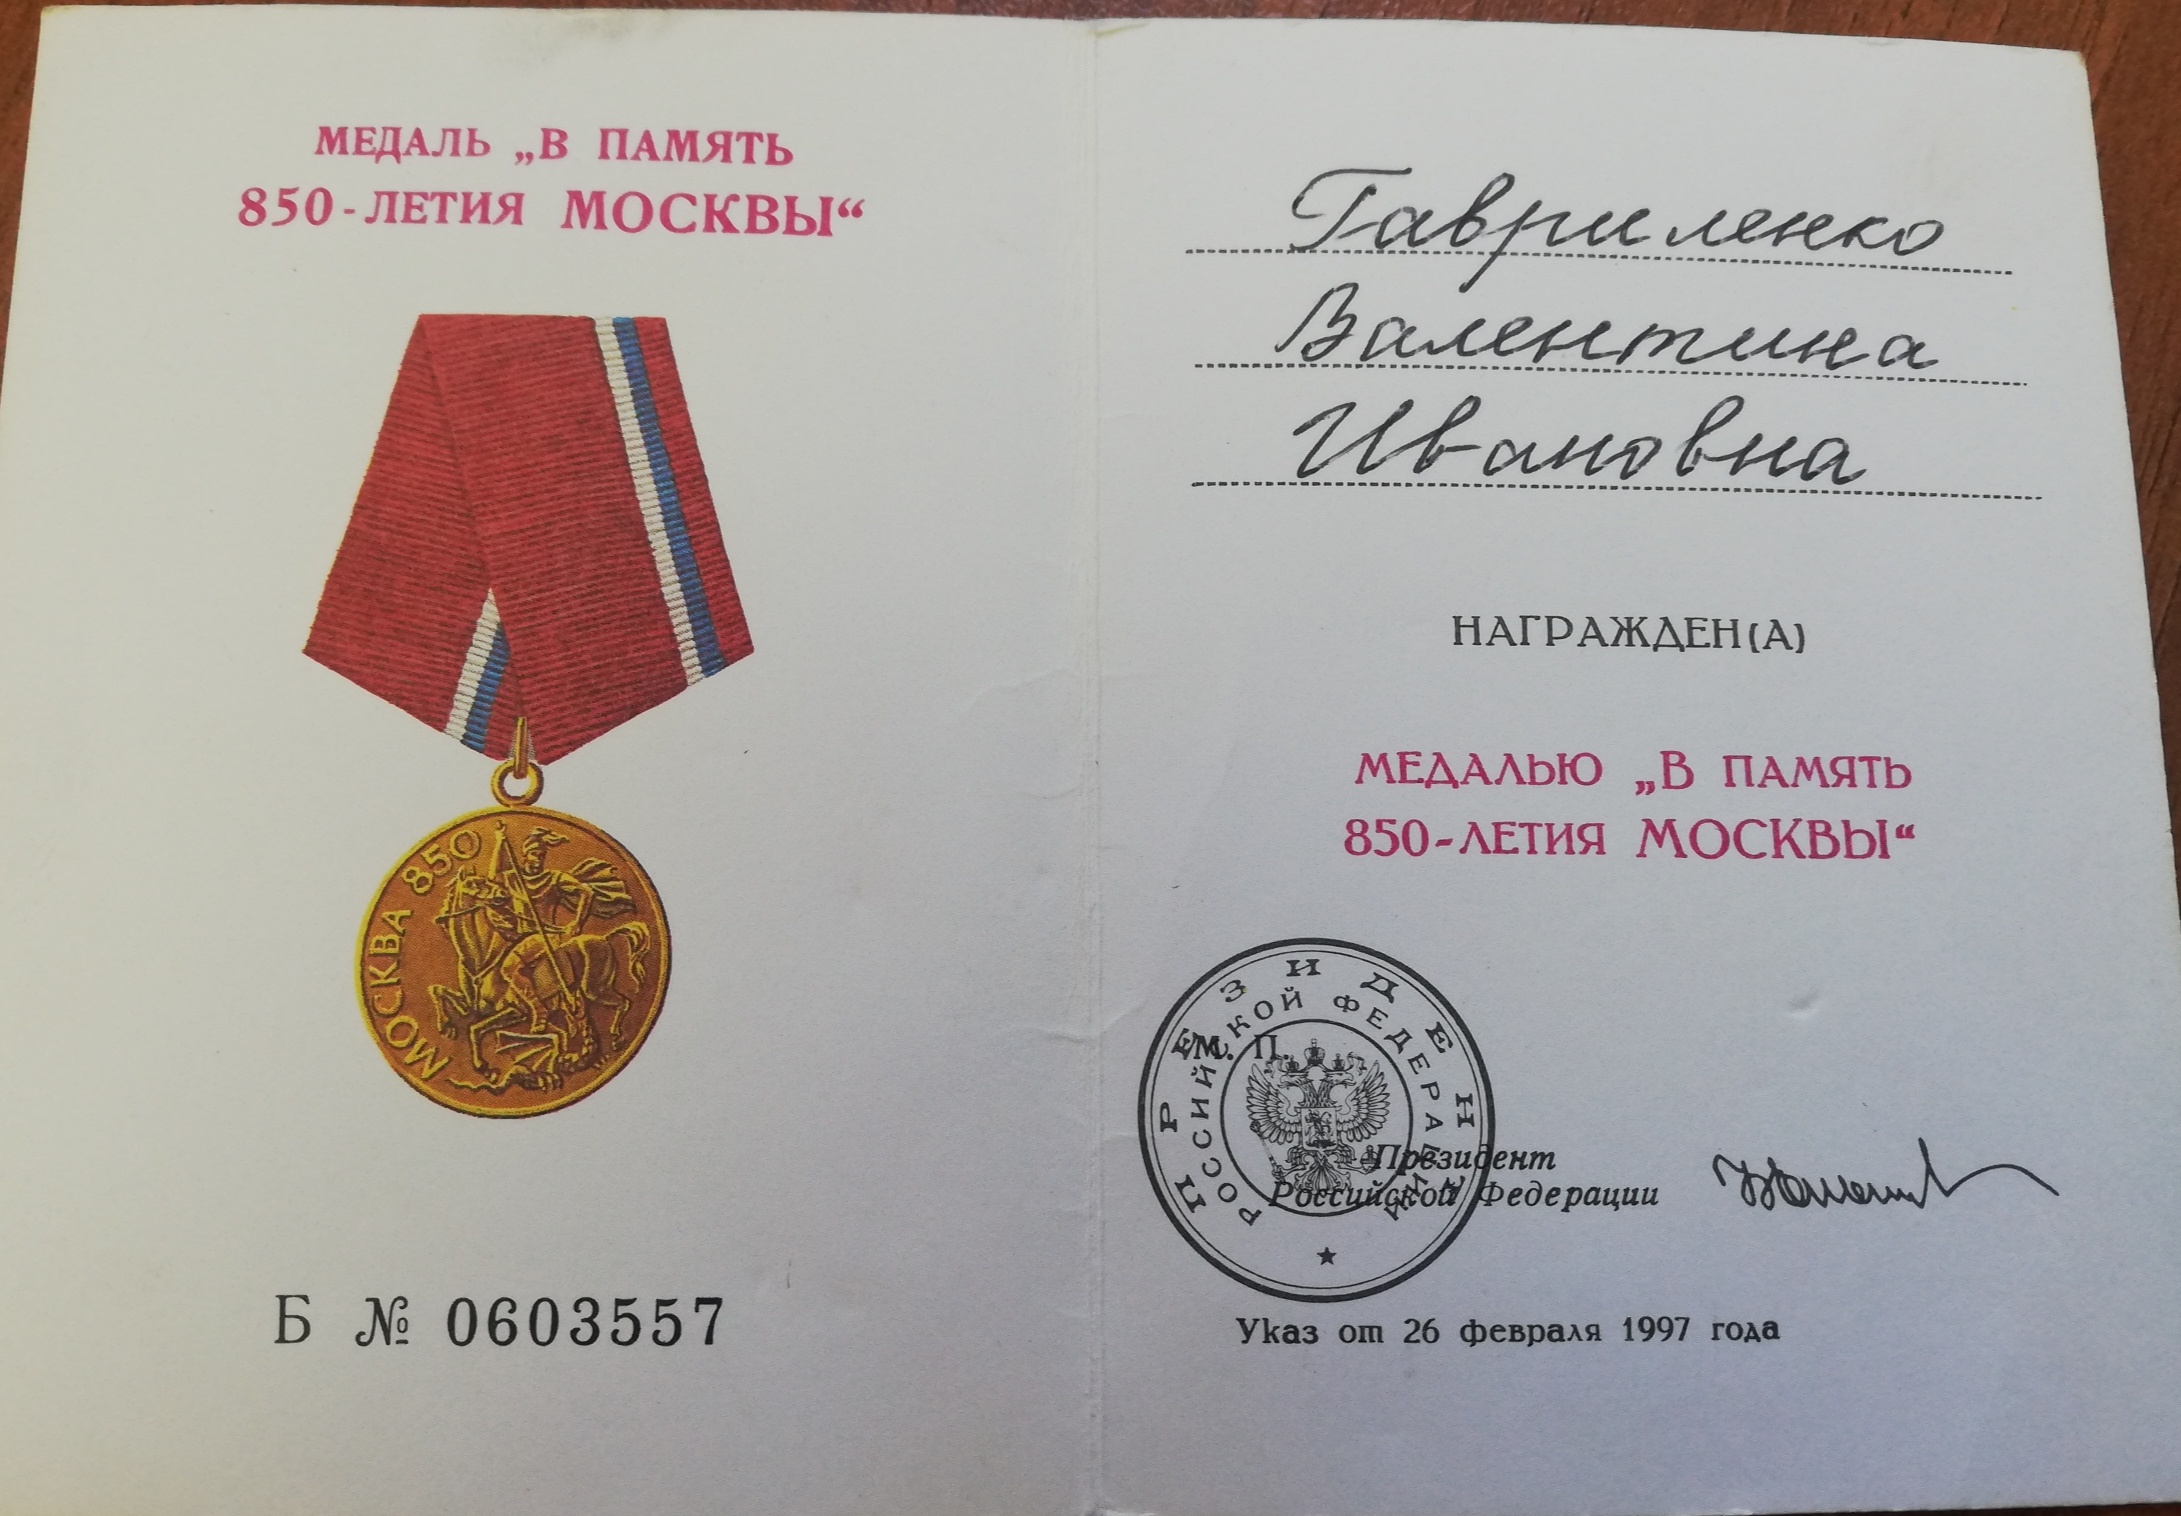 МЕДАЛЬ „В ПАМЯТЬ
850-ЛЕТИЯ МОСКВЫ“
МОСКВА 850
Б № 0603557
Гавриленко
Валентина
Ивановна
НАГРАЖДЕН(А)
МЕДАЛЬЮ „В ПАМЯТЬ
850-ЛЕТИЯ МОСКВЫ“
ПРЕЗИДЕНТ
РОССИЙСКОЙ ФЕДЕРАЦИИ
М. П.
Президент
Российской Федерации
Указ от 26 февраля 1997 года